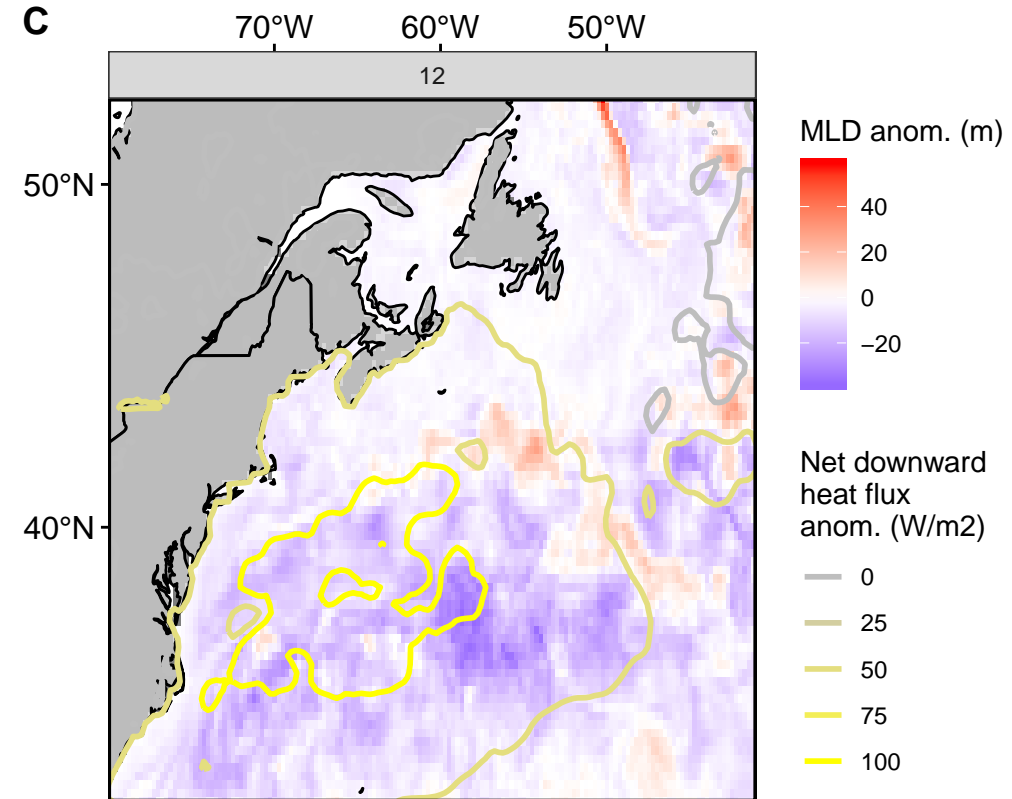 C
70°W 60°W 50°W
12
50°N
40°N
MLD anom. (m)
40
20
0
−20
Net downward
heat flux
anom. (W/m2)
0
25
50
75
100